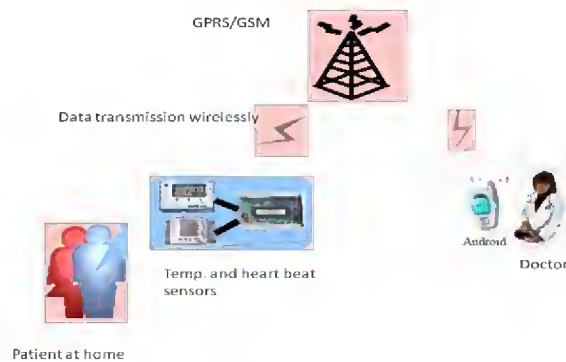 GPRS/GSM
Data transmission wirelessly
Android
Doctor
Temp. and heart beat
sensors
Patient at home